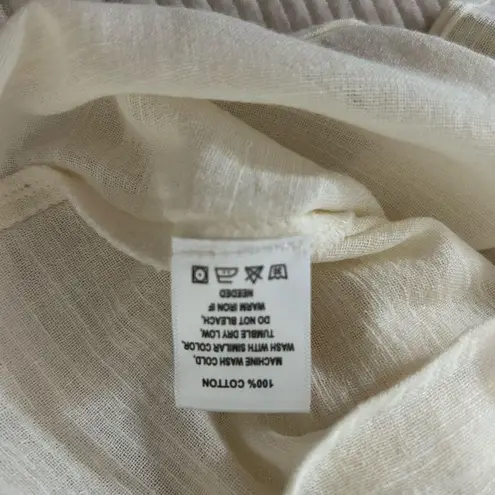 100% COTTON
MACHINE WASH COLD,
WASH WITH SIMILAR COLOR,
TUMBLE DRY LOW,
DO NOT BLEACH,
WARM IRON IF
NEEDED